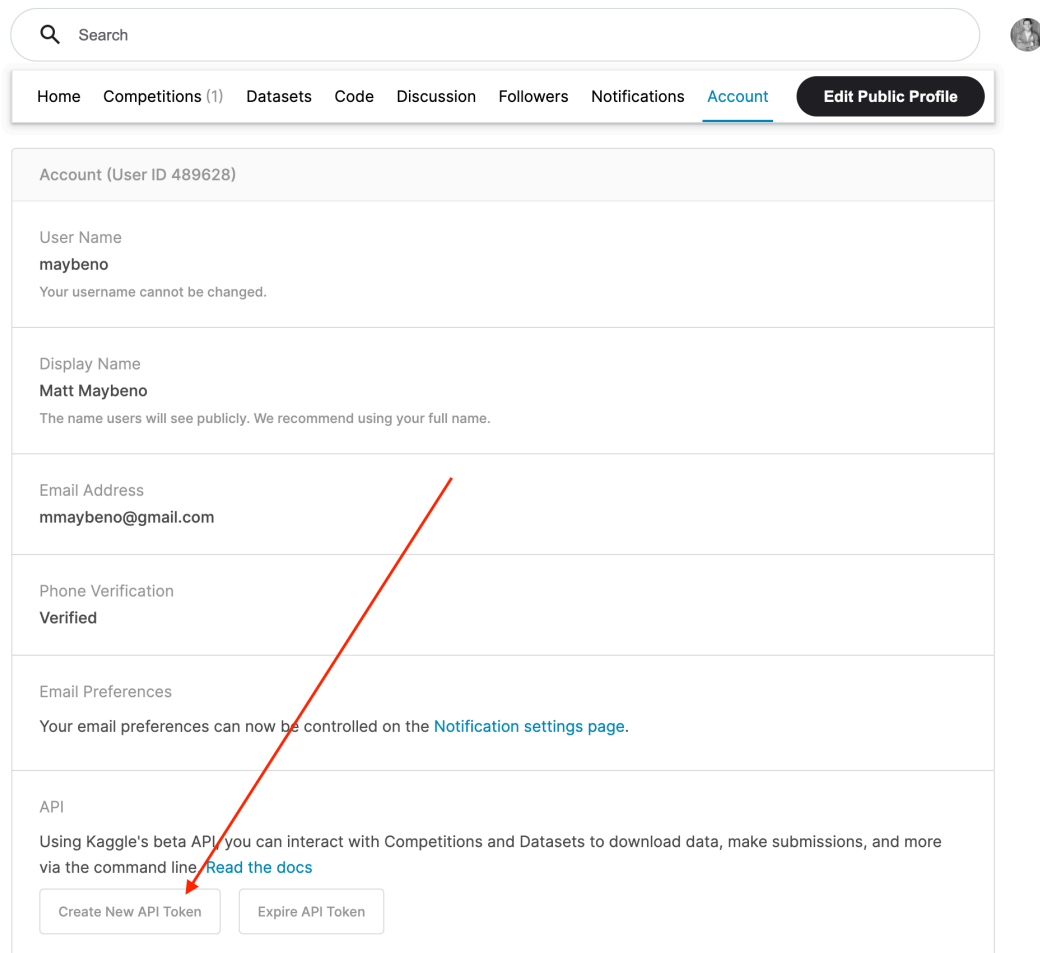 Search
Home Competitions (1) Datasets Code Discussion Followers Notifications Account Edit Public Profile
Account (User ID 489628)
User Name
maybeno
Your username cannot be changed.
Display Name
Matt Maybeno
The name users will see publicly. We recommend using your full name.
Email Address
mmaybeno@gmail.com
Phone Verification
Verified
Email Preferences
Your email preferences can now be controlled on the Notification settings page.
API
Using Kaggle's beta API, you can interact with Competitions and Datasets to download data, make submissions, and more
via the command line. Read the docs
Create New API Token Expire API Token